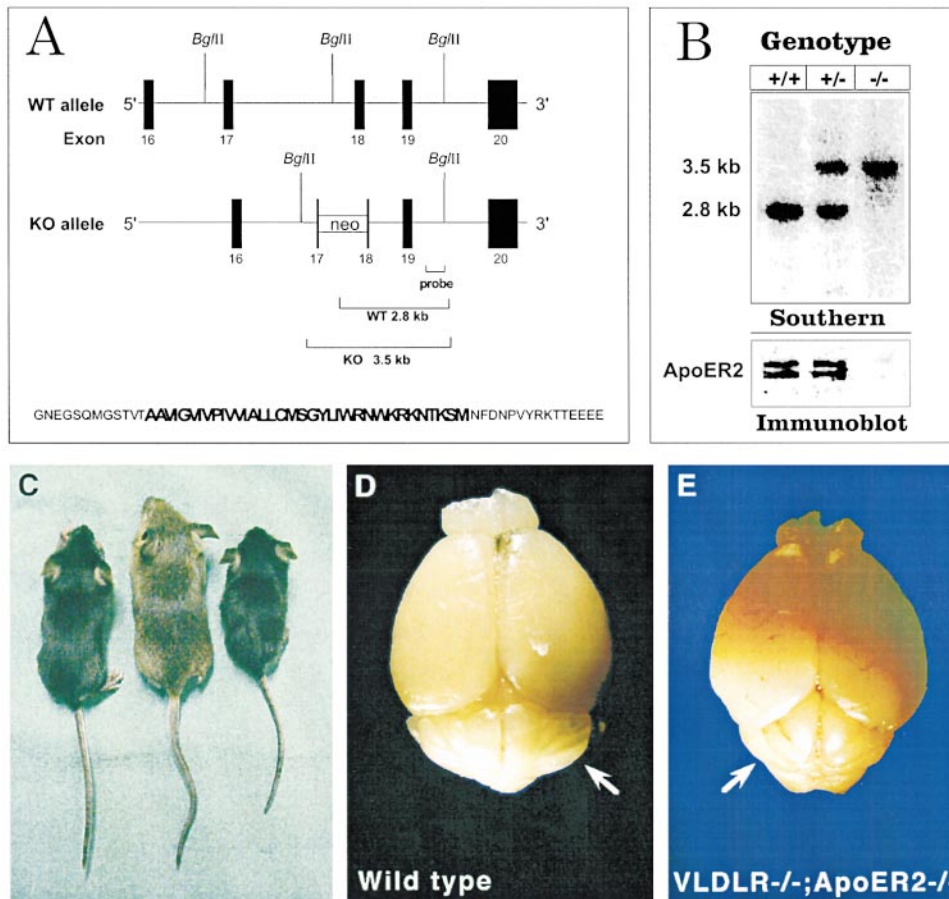 A
BglII BglII BglII
WT allele 5' 3'
Exon 16 17 18 19 20
BglII BglII
KO allele 5' neo 3'
16 17 18 19 20
probe
WT 2.8 kb
KO 3.5 kb
GNEGSQMGSTVTAAVIGVIVPIVVIALLCMSGYLIWRNWKRKNTKSMNFDNPVYRKTTEEEE
B
Genotype
+/+ +/- -/-
3.5 kb
2.8 kb
Southern
ApoER2
Immunoblot
C
D
Wild type
E
VLDLR-/-;ApoER2-/